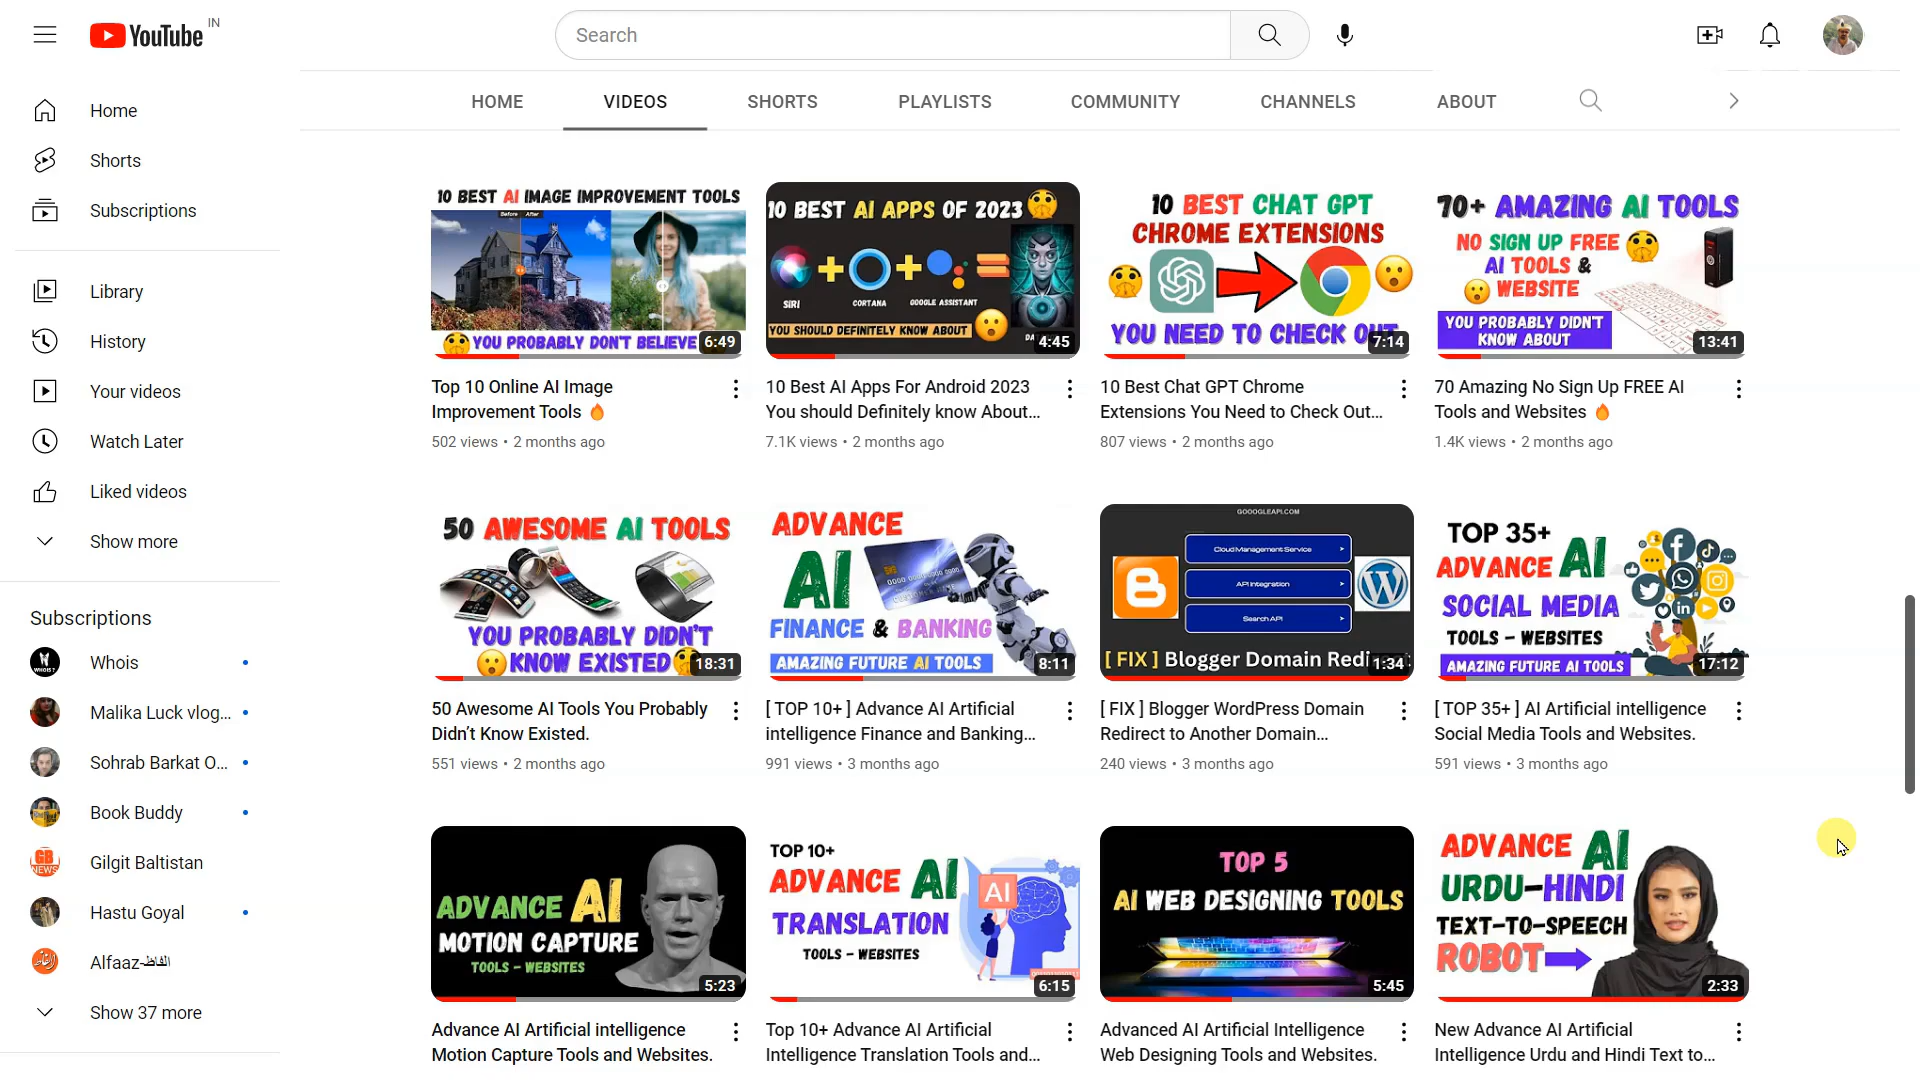 YouTube IN
Search
Home
Shorts
Subscriptions
Library
History
Your videos
Watch Later
Liked videos
Show more
Subscriptions
Whois
Malika Luck vlog...
Sohrab Barkat O...
Book Buddy
Gilgit Baltistan
Hastu Goyal
Alfaaz-الفاظ
Show 37 more
HOME VIDEOS SHORTS PLAYLISTS COMMUNITY CHANNELS ABOUT
10 BEST AI IMAGE IMPROVEMENT TOOLS
Before After
YOU PROBABLY DON'T BELIEVE
6:49
Top 10 Online AI Image
Improvement Tools 🔥
502 views • 2 months ago
10 BEST AI APPS OF 2023
SIRI CORTANA GOOGLE ASSISTANT
YOU SHOULD DEFINITELY KNOW ABOUT
4:45
10 Best AI Apps For Android 2023
You should Definitely know About...
7.1K views • 2 months ago
10 BEST CHAT GPT
CHROME EXTENSIONS
YOU NEED TO CHECK OUT
7:14
10 Best Chat GPT Chrome
Extensions You Need to Check Out...
807 views • 2 months ago
70+ AMAZING AI TOOLS
NO SIGN UP FREE
AI TOOLS &
WEBSITE
YOU PROBABLY DIDN'T
KNOW ABOUT
13:41
70 Amazing No Sign Up FREE AI
Tools and Websites 🔥
1.4K views • 2 months ago
50 AWESOME AI TOOLS
YOU PROBABLY DIDN'T
KNOW EXISTED
18:31
50 Awesome AI Tools You Probably
Didn't Know Existed.
551 views • 2 months ago
ADVANCE
AI
FINANCE & BANKING
AMAZING FUTURE AI TOOLS
8:11
[ TOP 10+ ] Advance AI Artificial
intelligence Finance and Banking...
991 views • 3 months ago
GOOOGLEAPI.COM
Cloud Management Service
API Integration
Search API
[ FIX ] Blogger Domain Redi
1:34
[ FIX ] Blogger WordPress Domain
Redirect to Another Domain...
240 views • 3 months ago
TOP 35+
ADVANCE AI
SOCIAL MEDIA
TOOLS - WEBSITES
AMAZING FUTURE AI TOOLS
17:12
[ TOP 35+ ] AI Artificial intelligence
Social Media Tools and Websites.
591 views • 3 months ago
ADVANCE AI
MOTION CAPTURE
TOOLS - WEBSITES
5:23
Advance AI Artificial intelligence
Motion Capture Tools and Websites.
TOP 10+
ADVANCE AI
TRANSLATION
TOOLS - WEBSITES
AI
6:15
Top 10+ Advance AI Artificial
Intelligence Translation Tools and...
TOP 5
AI WEB DESIGNING TOOLS
5:45
Advanced AI Artificial Intelligence
Web Designing Tools and Websites.
ADVANCE AI
URDU-HINDI
TEXT-TO-SPEECH
ROBOT
2:33
New Advance AI Artificial
Intelligence Urdu and Hindi Text to...